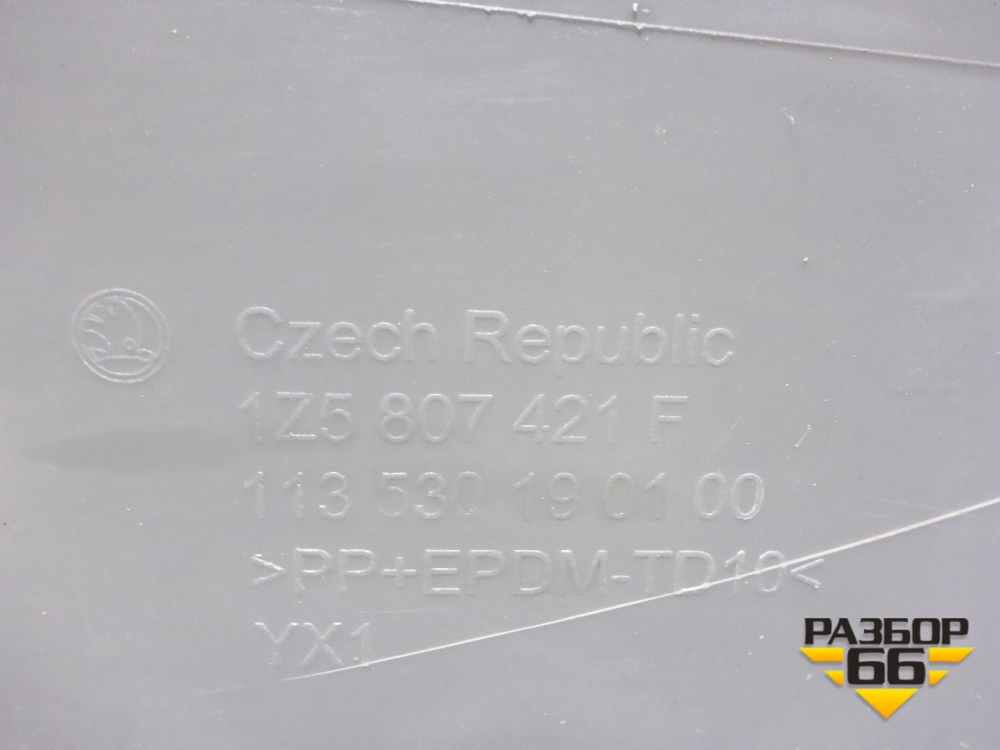 Czech Republic
1Z5 807 421 F
113 530 19 01 00
>PP+EPDM-TD10<
YX1
РАЗБОР
66